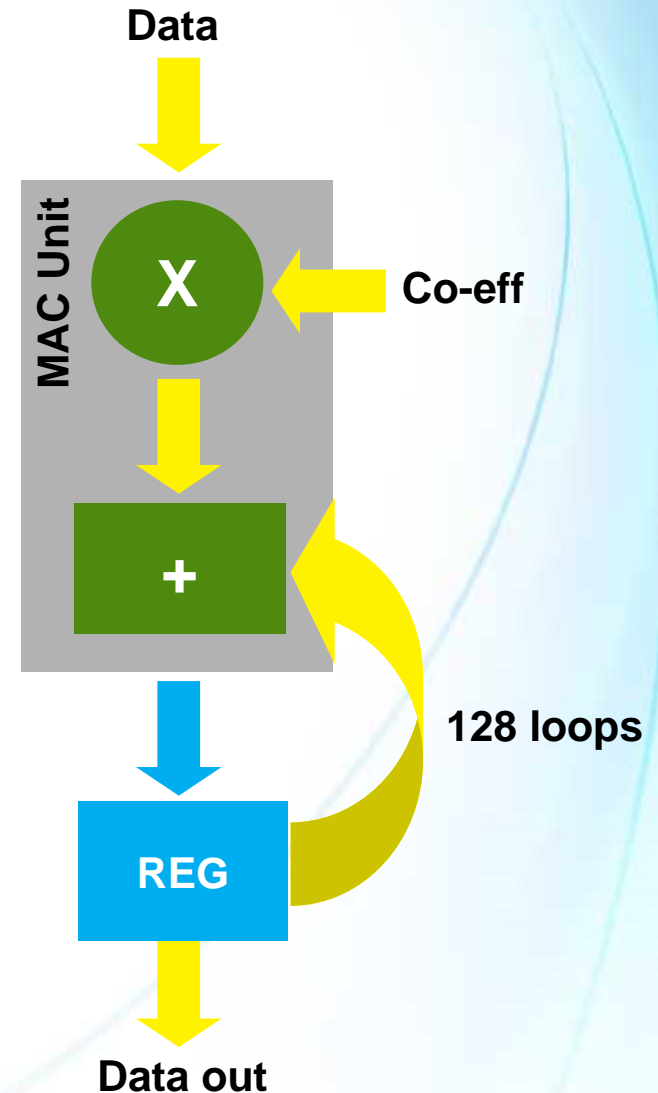 Data
MAC Unit
X
Co-eff
+
128 loops
REG
Data out